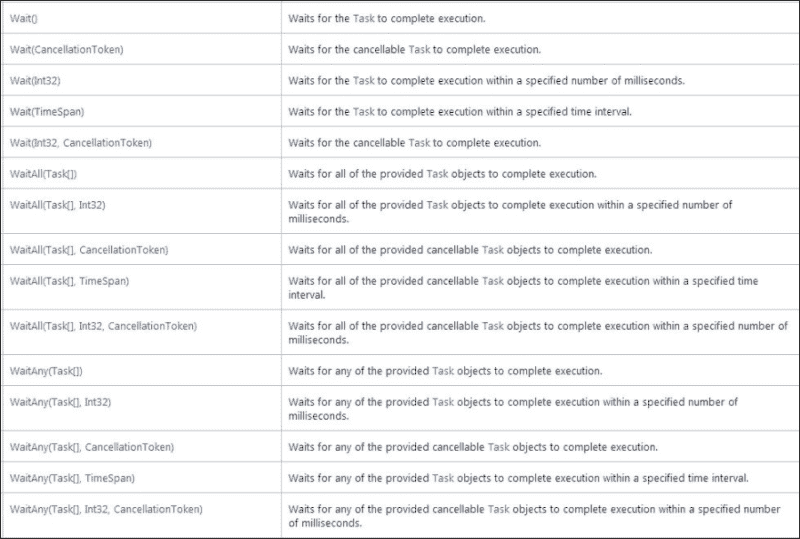 Wait() Waits for the Task to complete execution.
Wait(CancellationToken) Waits for the cancellable Task to complete execution.
Wait(Int32) Waits for the Task to complete execution within a specified number of milliseconds.
Wait(TimeSpan) Waits for the Task to complete execution within a specified time interval.
Wait(Int32, CancellationToken) Waits for the cancellable Task to complete execution.
WaitAll(Task[]) Waits for all of the provided Task objects to complete execution.
WaitAll(Task[], Int32) Waits for all of the provided Task objects to complete execution within a specified number of
milliseconds.
WaitAll(Task[], CancellationToken) Waits for all of the provided cancellable Task objects to complete execution.
WaitAll(Task[], TimeSpan) Waits for all of the provided cancellable Task objects to complete execution within a specified time
interval.
WaitAll(Task[], Int32, CancellationToken) Waits for all of the provided cancellable Task objects to complete execution within a specified number of
milliseconds.
WaitAny(Task[]) Waits for any of the provided Task objects to complete execution.
WaitAny(Task[], Int32) Waits for any of the provided Task objects to complete execution within a specified number of
milliseconds.
WaitAny(Task[], CancellationToken) Waits for any of the provided cancellable Task objects to complete execution.
WaitAny(Task[], TimeSpan) Waits for any of the provided Task objects to complete execution within a specified time interval.
WaitAny(Task[], Int32, CancellationToken) Waits for any of the provided cancellable Task objects to complete execution within a specified number
of milliseconds.